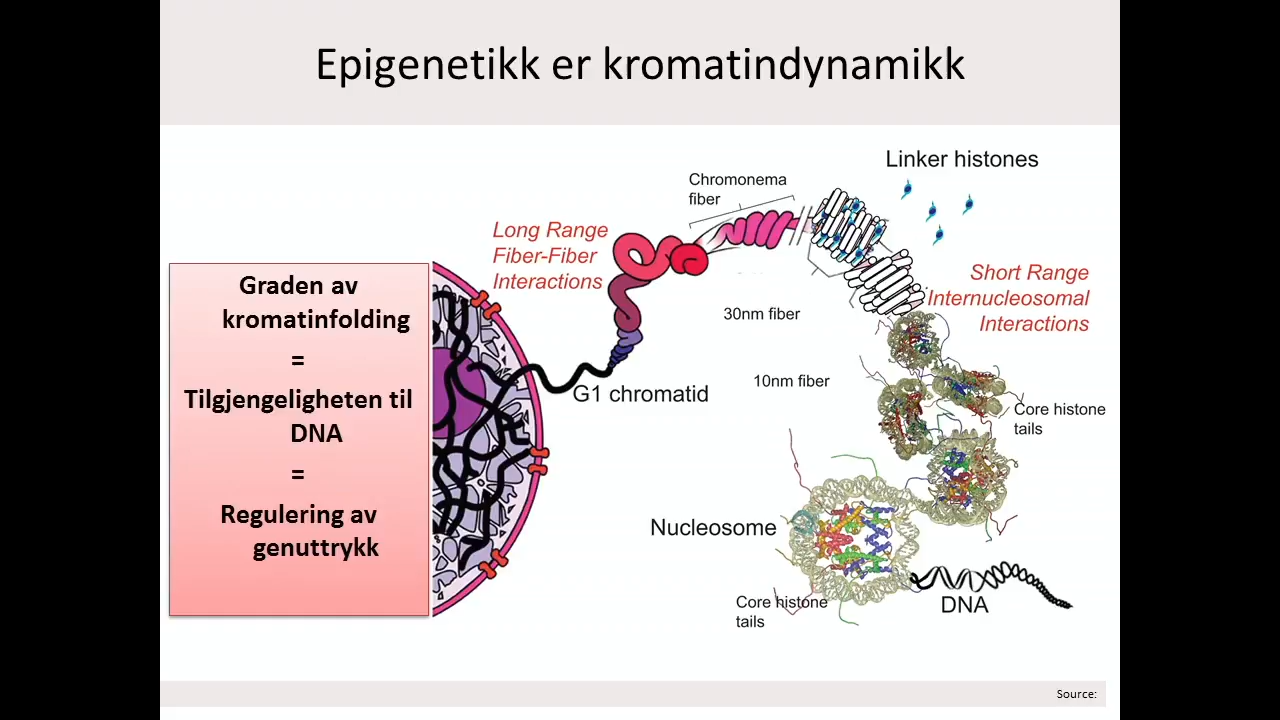 Epigenetikk er kromatindynamikk
Linker histones
Chromonema
fiber
Long Range
Fiber-Fiber
Interactions
Short Range
Internucleosomal
Interactions
Graden av
kromatinfolding
=
Tilgjengeligheten til
DNA
=
Regulering av
genuttrykk
30nm fiber
10nm fiber
G1 chromatid
Core histone
tails
Nucleosome
Core histone
tails
DNA
Source: